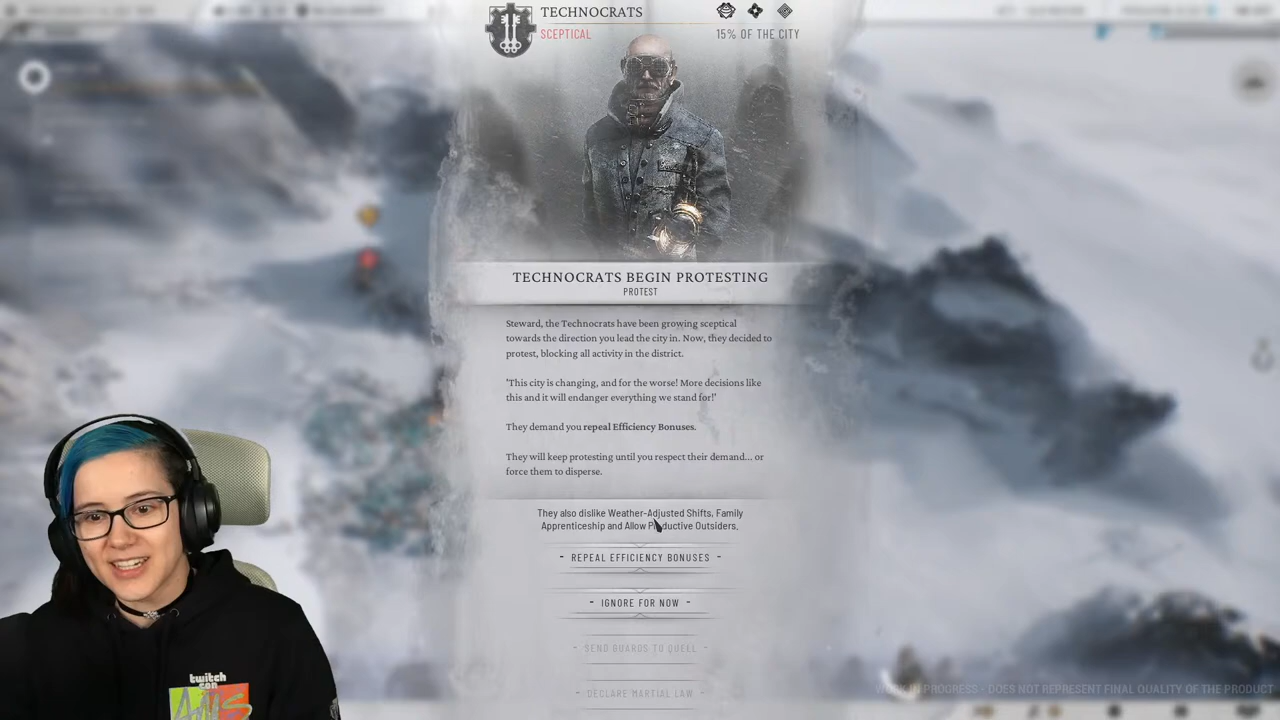 TECHNOCRATS
SCEPTICAL
15% OF THE CITY
TECHNOCRATS BEGIN PROTESTING
PROTEST
Steward, the Technocrats have been growing sceptical
towards the direction you lead the city in. Now, they decided to
protest, blocking all activity in the district.
'This city is changing, and for the worse! More decisions like
this and it will endanger everything we stand for!'
They demand you repeal Efficiency Bonuses.
They will keep protesting until you respect their demand... or
force them to disperse.
They also dislike Weather-Adjusted Shifts, Family
Apprenticeship and Allow Productive Outsiders.
- REPEAL EFFICIENCY BONUSES -
- IGNORE FOR NOW -
- SEND GUARDS TO QUELL -
- DECLARE MARTIAL LAW -
WORK IN PROGRESS - DOES NOT REPRESENT FINAL QUALITY OF THE PRODUCT
twitch
con